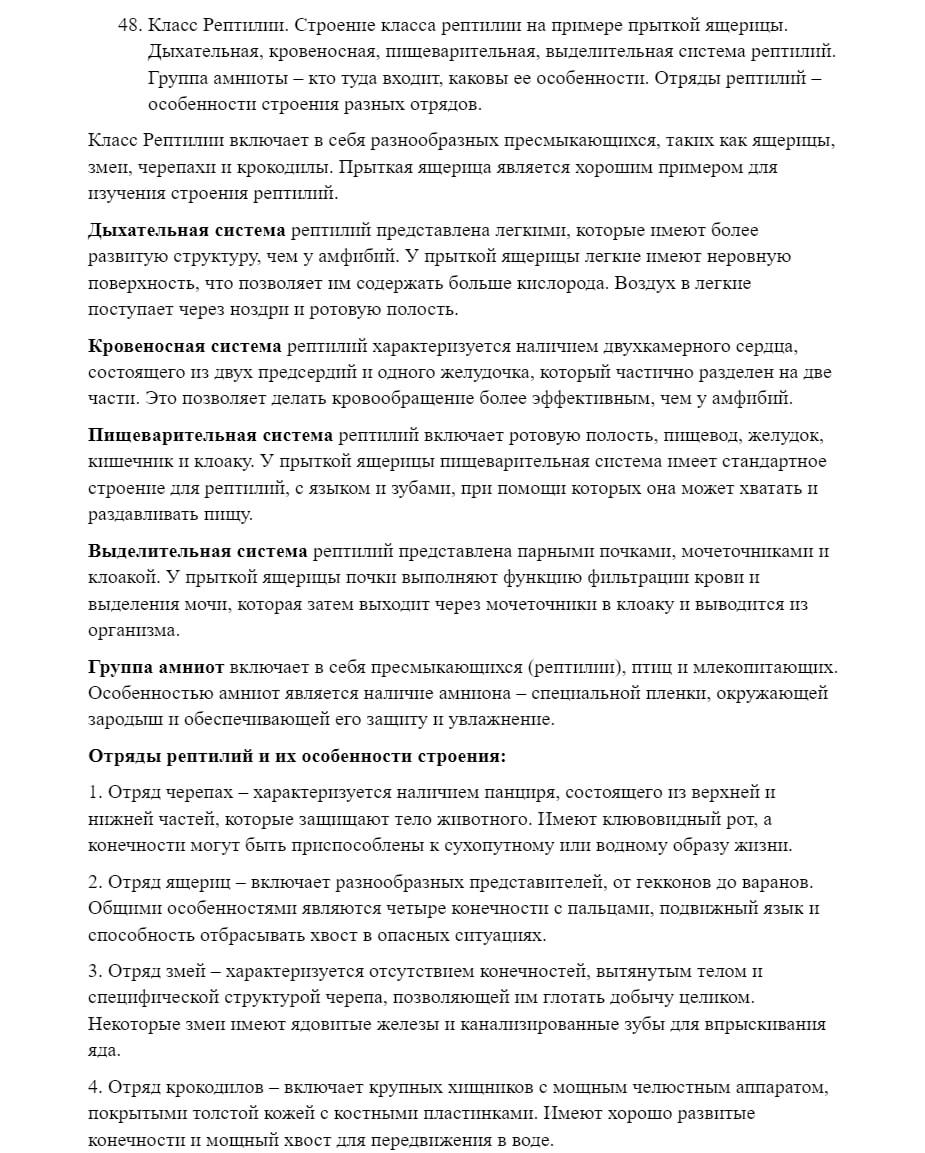 48. Класс Рептилии. Строение класса рептилии на примере прыткой ящерицы.
Дыхательная, кровеносная, пищеварительная, выделительная система рептилий.
Группа амниоты – кто туда входит, каковы ее особенности. Отряды рептилий –
особенности строения разных отрядов.
Класс Рептилии включает в себя разнообразных пресмыкающихся, таких как ящерицы,
змеи, черепахи и крокодилы. Прыткая ящерица является хорошим примером для
изучения строения рептилий.
Дыхательная система рептилий представлена легкими, которые имеют более
развитую структуру, чем у амфибий. У прыткой ящерицы легкие имеют неровную
поверхность, что позволяет им содержать больше кислорода. Воздух в легкие
поступает через ноздри и ротовую полость.
Кровеносная система рептилий характеризуется наличием двухкамерного сердца,
состоящего из двух предсердий и одного желудочка, который частично разделен на две
части. Это позволяет делать кровообращение более эффективным, чем у амфибий.
Пищеварительная система рептилий включает ротовую полость, пищевод, желудок,
кишечник и клоаку. У прыткой ящерицы пищеварительная система имеет стандартное
строение для рептилий, с языком и зубами, при помощи которых она может хватать и
раздавливать пищу.
Выделительная система рептилий представлена парными почками, мочеточниками и
клоакой. У прыткой ящерицы почки выполняют функцию фильтрации крови и
выделения мочи, которая затем выходит через мочеточники в клоаку и выводится из
организма.
Группа амниот включает в себя пресмыкающихся (рептилии), птиц и млекопитающих.
Особенностью амниот является наличие амниона – специальной пленки, окружающей
зародыш и обеспечивающей его защиту и увлажнение.
Отряды рептилий и их особенности строения:
1. Отряд черепах – характеризуется наличием панциря, состоящего из верхней и
нижней частей, которые защищают тело животного. Имеют клювовидный рот, а
конечности могут быть приспособлены к сухопутному или водному образу жизни.
2. Отряд ящериц – включает разнообразных представителей, от гекконов до варанов.
Общими особенностями являются четыре конечности с пальцами, подвижный язык и
способность отбрасывать хвост в опасных ситуациях.
3. Отряд змей – характеризуется отсутствием конечностей, вытянутым телом и
специфической структурой черепа, позволяющей им глотать добычу целиком.
Некоторые змеи имеют ядовитые железы и канализированные зубы для впрыскивания
яда.
4. Отряд крокодилов – включает крупных хищников с мощным челюстным аппаратом,
покрытыми толстой кожей с костными пластинками. Имеют хорошо развитые
конечности и мощный хвост для передвижения в воде.